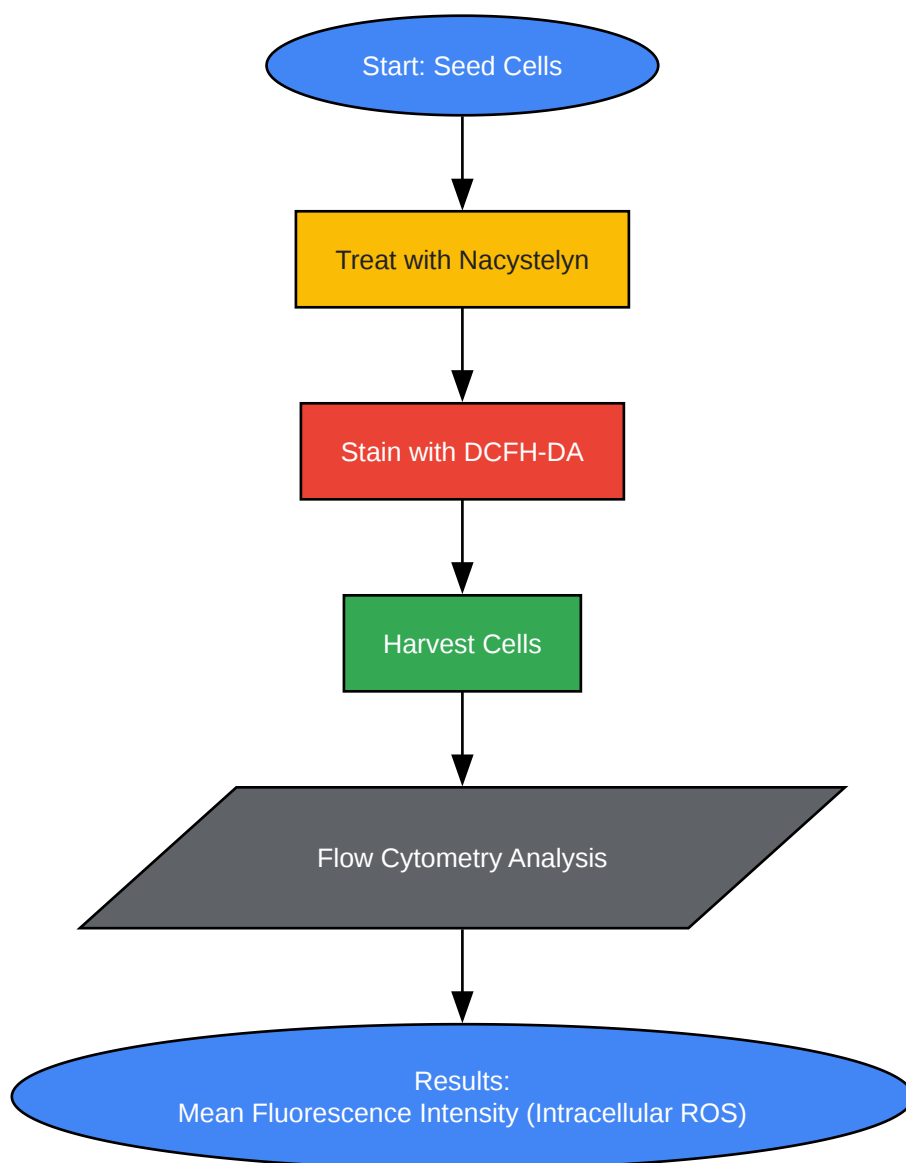 Start: Seed Cells
Treat with Nacystelyn
Stain with DCFH-DA
Harvest Cells
Flow Cytometry Analysis
Results:
Mean Fluorescence Intensity (Intracellular ROS)